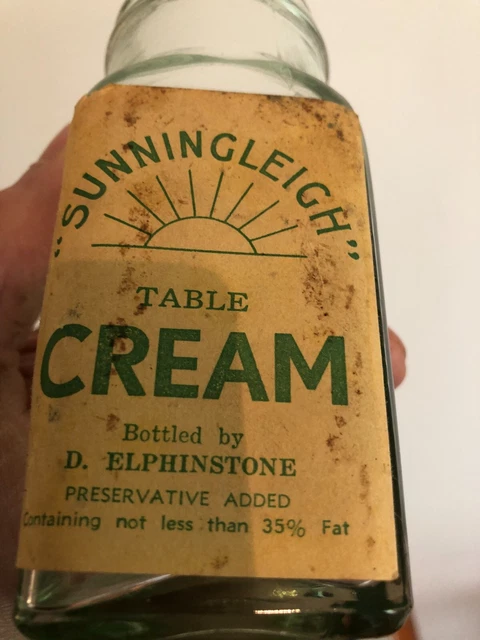 "SUNNINGLEIGH"
TABLE
CREAM
Bottled by
D. ELPHINSTONE
PRESERVATIVE ADDED
Containing not less than 35% Fat